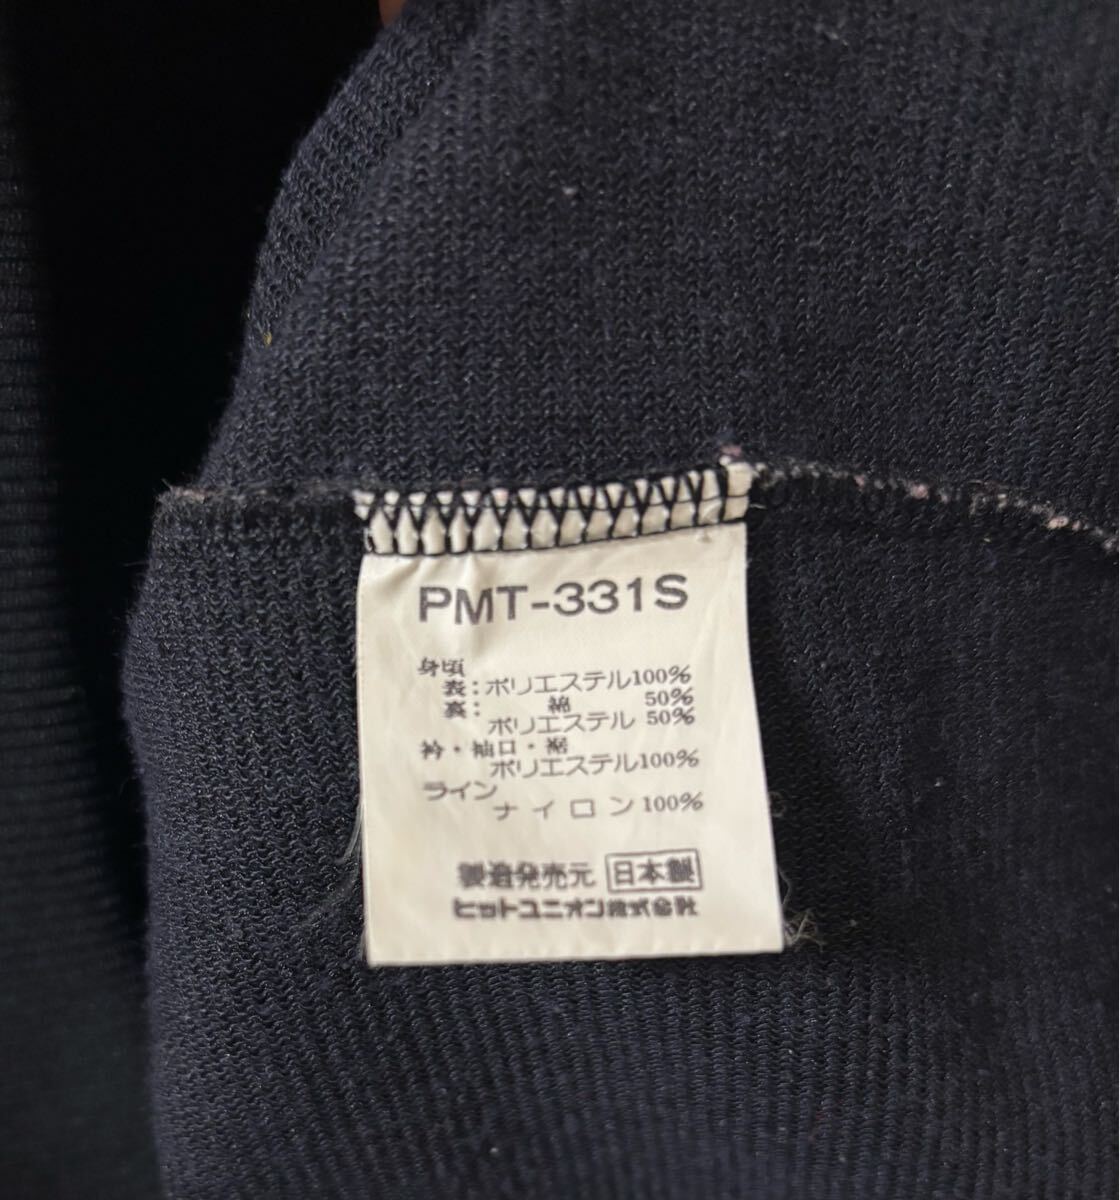 PMT-331S
身頃
表:ポリエステル100%
裏: 綿 50%
ポリエステル 50%
衿・袖口・裾
ポリエステル100%
ライン
ナイロン100%
製造発売元 日本製
ヒットユニオン株式会社